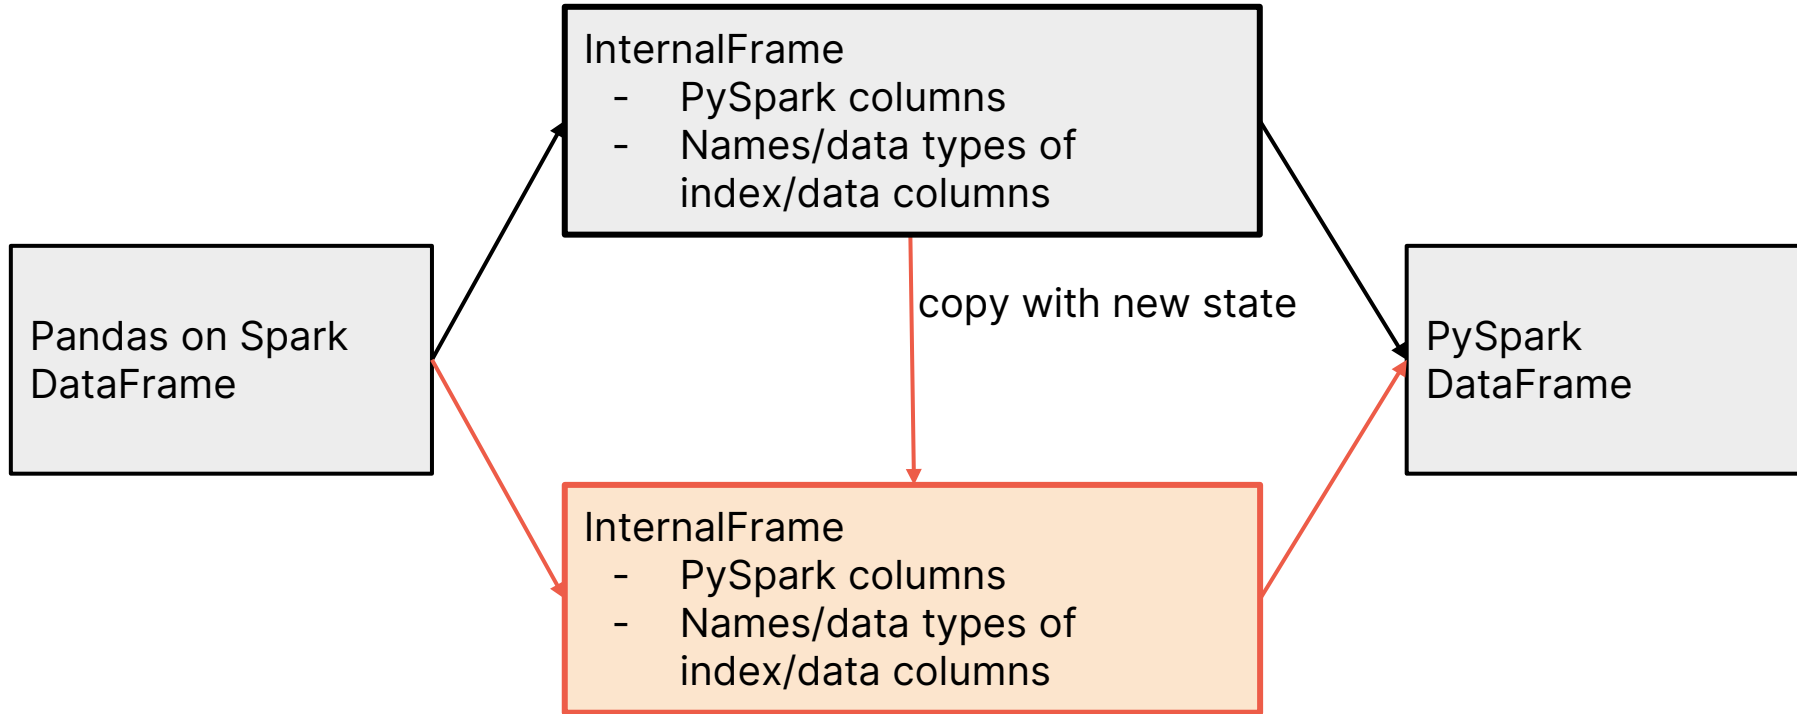 InternalFrame
- PySpark columns
- Names/data types of
index/data columns
Pandas on Spark
DataFrame
copy with new state
PySpark
DataFrame
InternalFrame
- PySpark columns
- Names/data types of
index/data columns